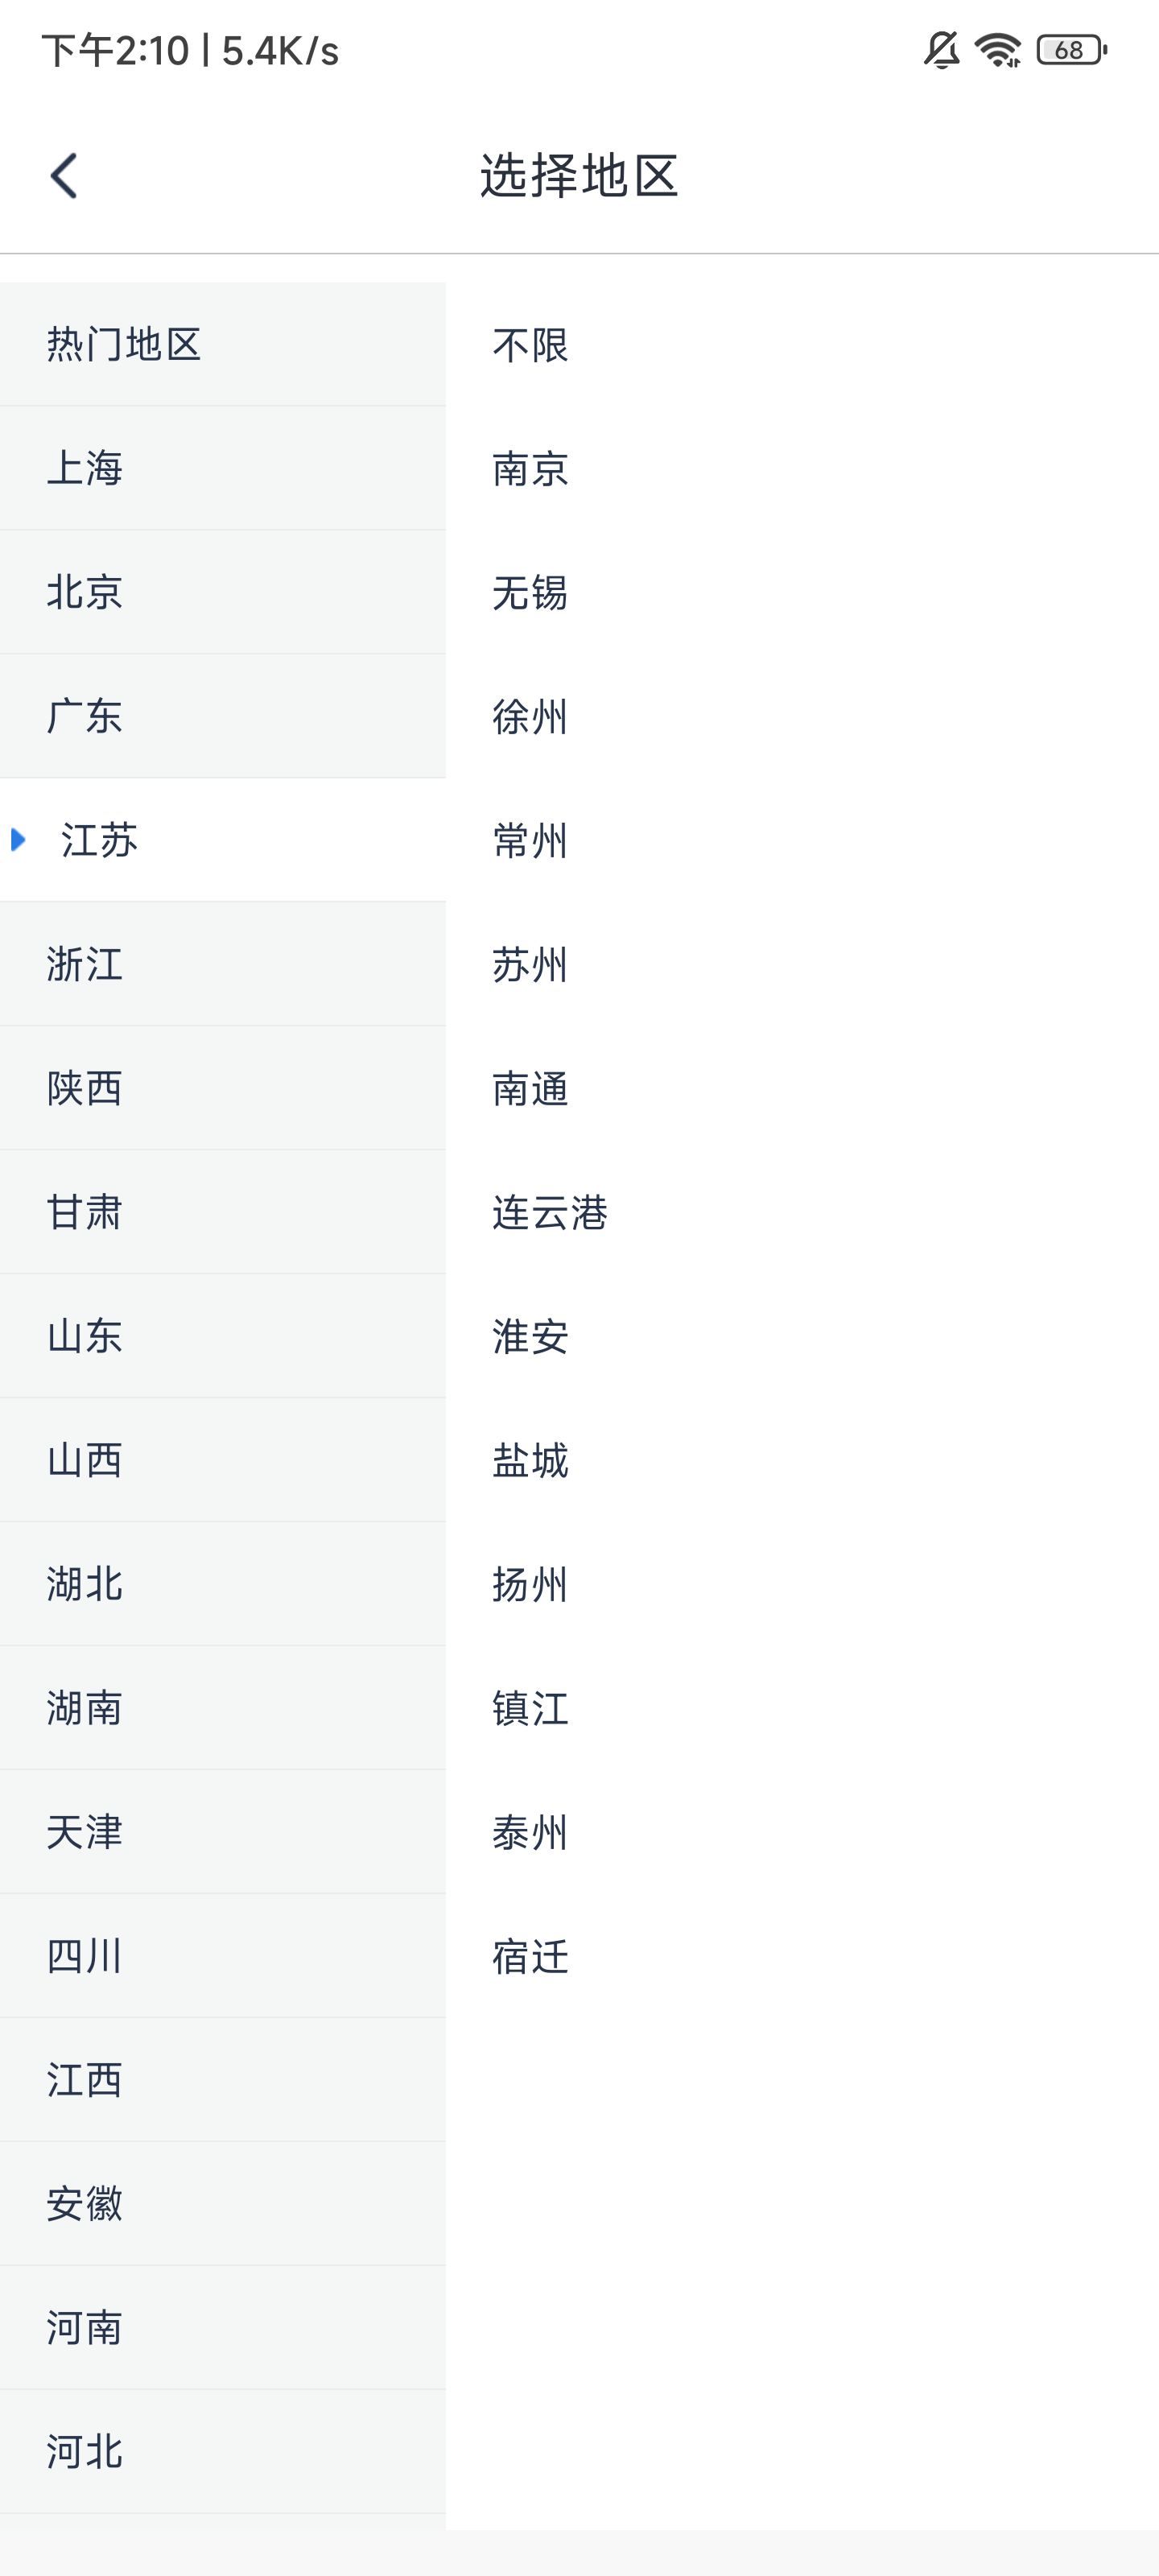 下午2:10 | 5.4K/s
68
选择地区
热门地区
上海
北京
广东
江苏
浙江
陕西
甘肃
山东
山西
湖北
湖南
天津
四川
江西
安徽
河南
河北
不限
南京
无锡
徐州
常州
苏州
南通
连云港
淮安
盐城
扬州
镇江
泰州
宿迁